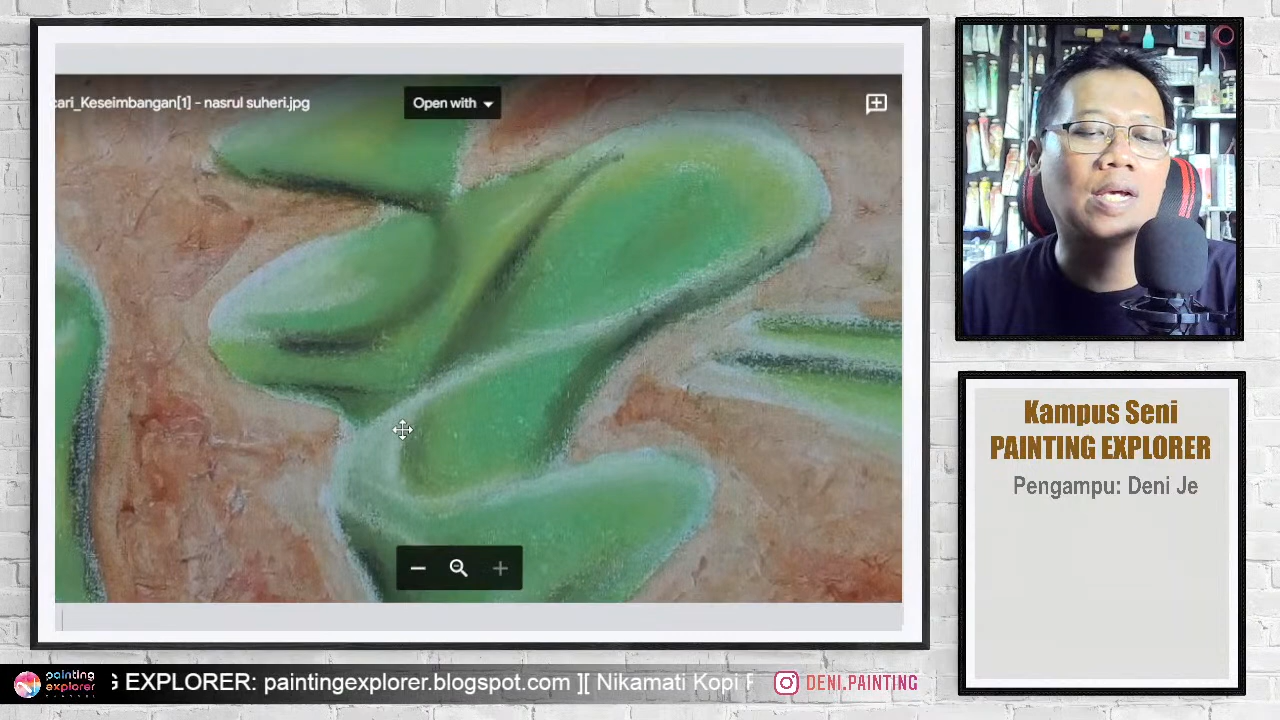 cari_Keseimbangan[1] - nasrul suheri.jpg
Open with
Kampus Seni
PAINTING EXPLORER
Pengampu: Deni Je
painting
explorer
G EXPLORER: paintingexplorer.blogspot.com ][ Nikamati Kopi
DENI.PAINTING